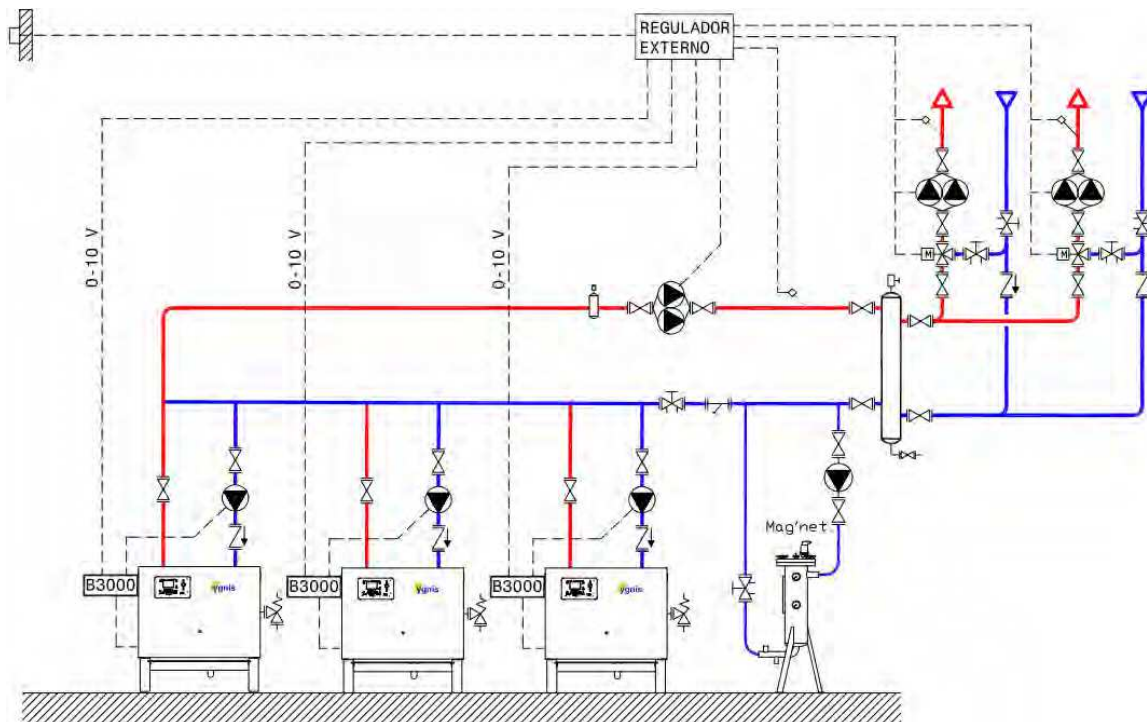 REGULADOR
EXTERNO
0-10 V
0-10 V
0-10 V
M
M
Mag'net
B3000
ygnis
B3000
ygnis
B3000
ygnis